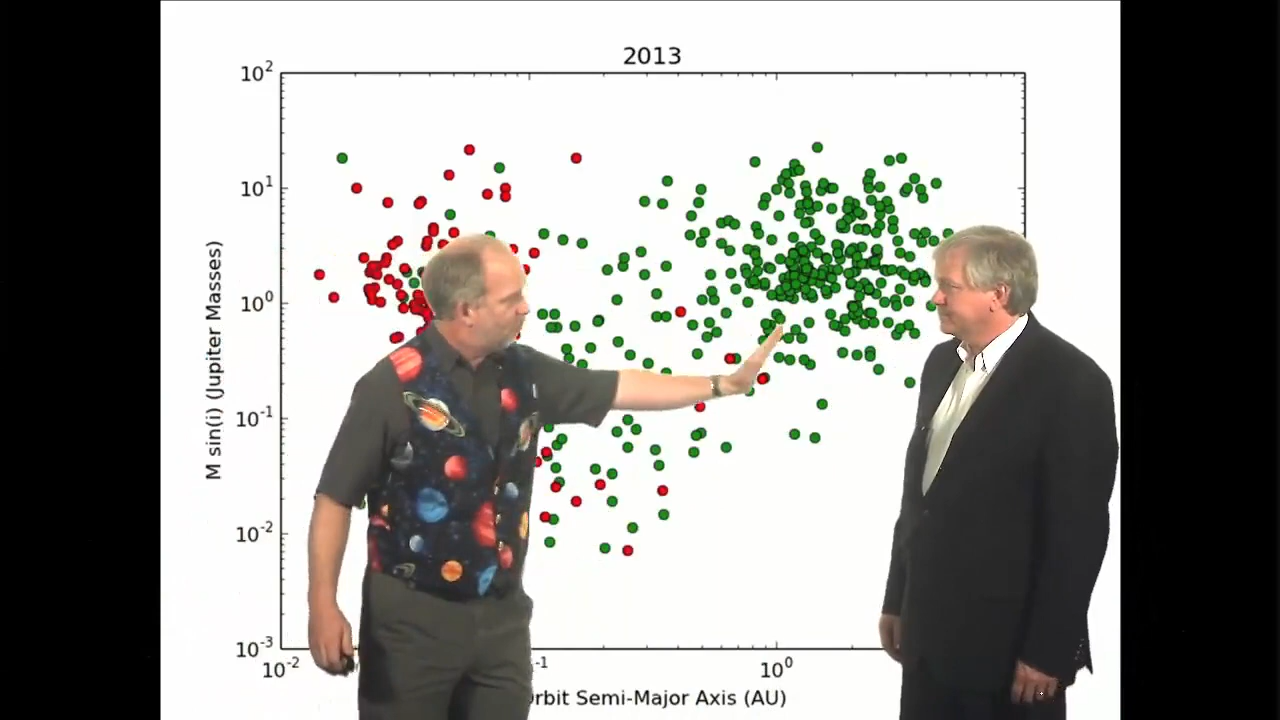 2013
10²
10¹
10⁰
10⁻¹
10⁻²
10⁻³
M sin(i) (Jupiter Masses)
10⁻² -1 10⁰
rbit Semi-Major Axis (AU)